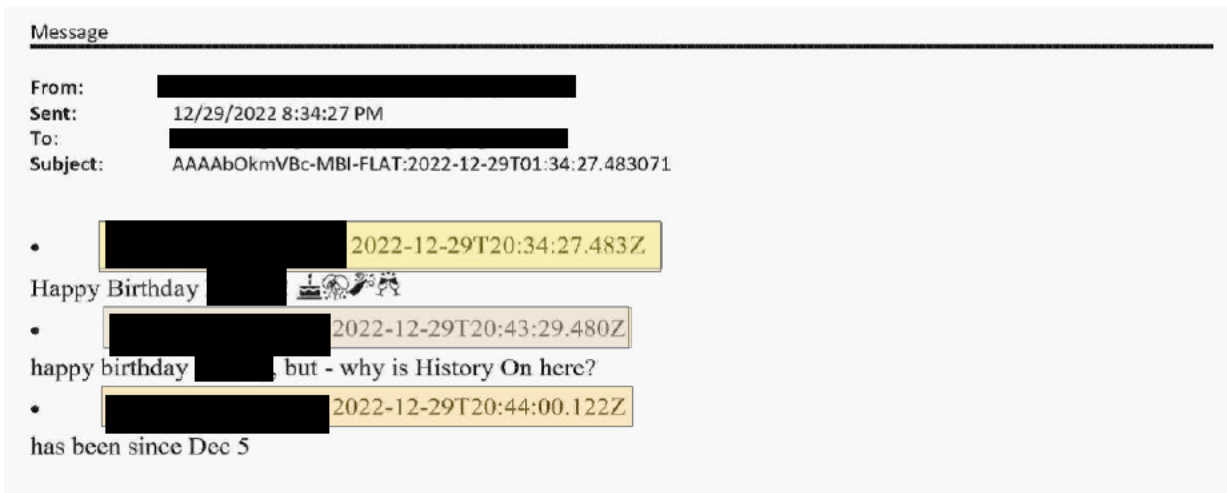 Message
From:
Sent: 12/29/2022 8:34:27 PM
To:
Subject: AAAAbOkmVBc-MBI-FLAT:2022-12-29T01:34:27.483071
• 2022-12-29T20:34:27.483Z
Happy Birthday ! 🎂🎊🎉🥂
• 2022-12-29T20:43:29.480Z
happy birthday , but - why is History On here?
• 2022-12-29T20:44:00.122Z
has been since Dec 5